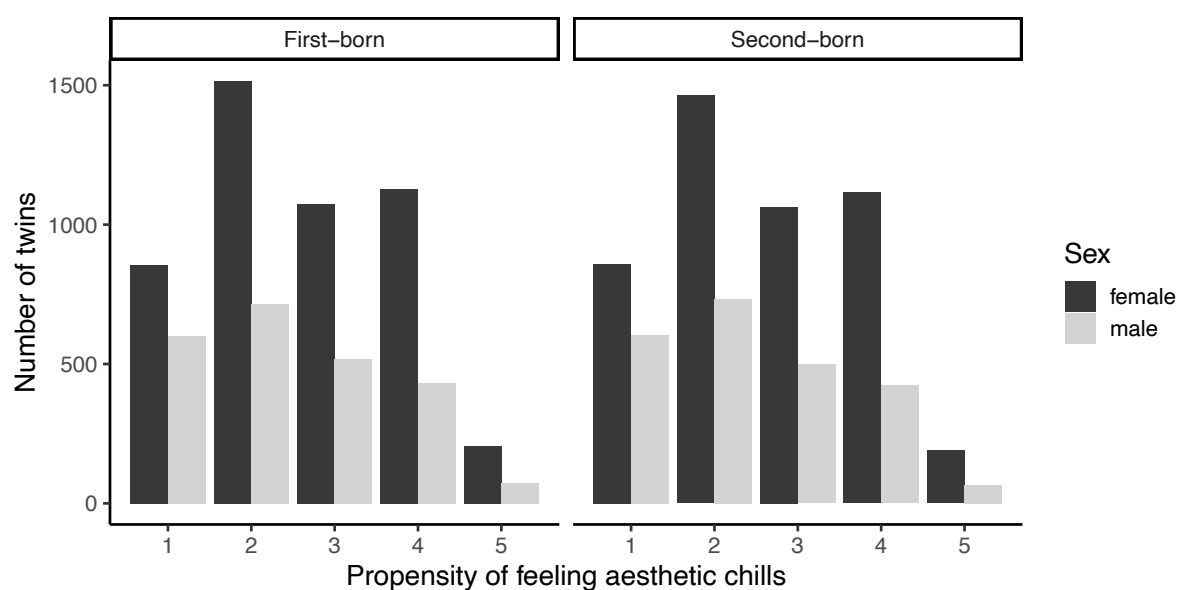 First−born
Second−born
Number of twins
1500
1000
500
0
1 2 3 4 5
1 2 3 4 5
Propensity of feeling aesthetic chills
Sex
female
male